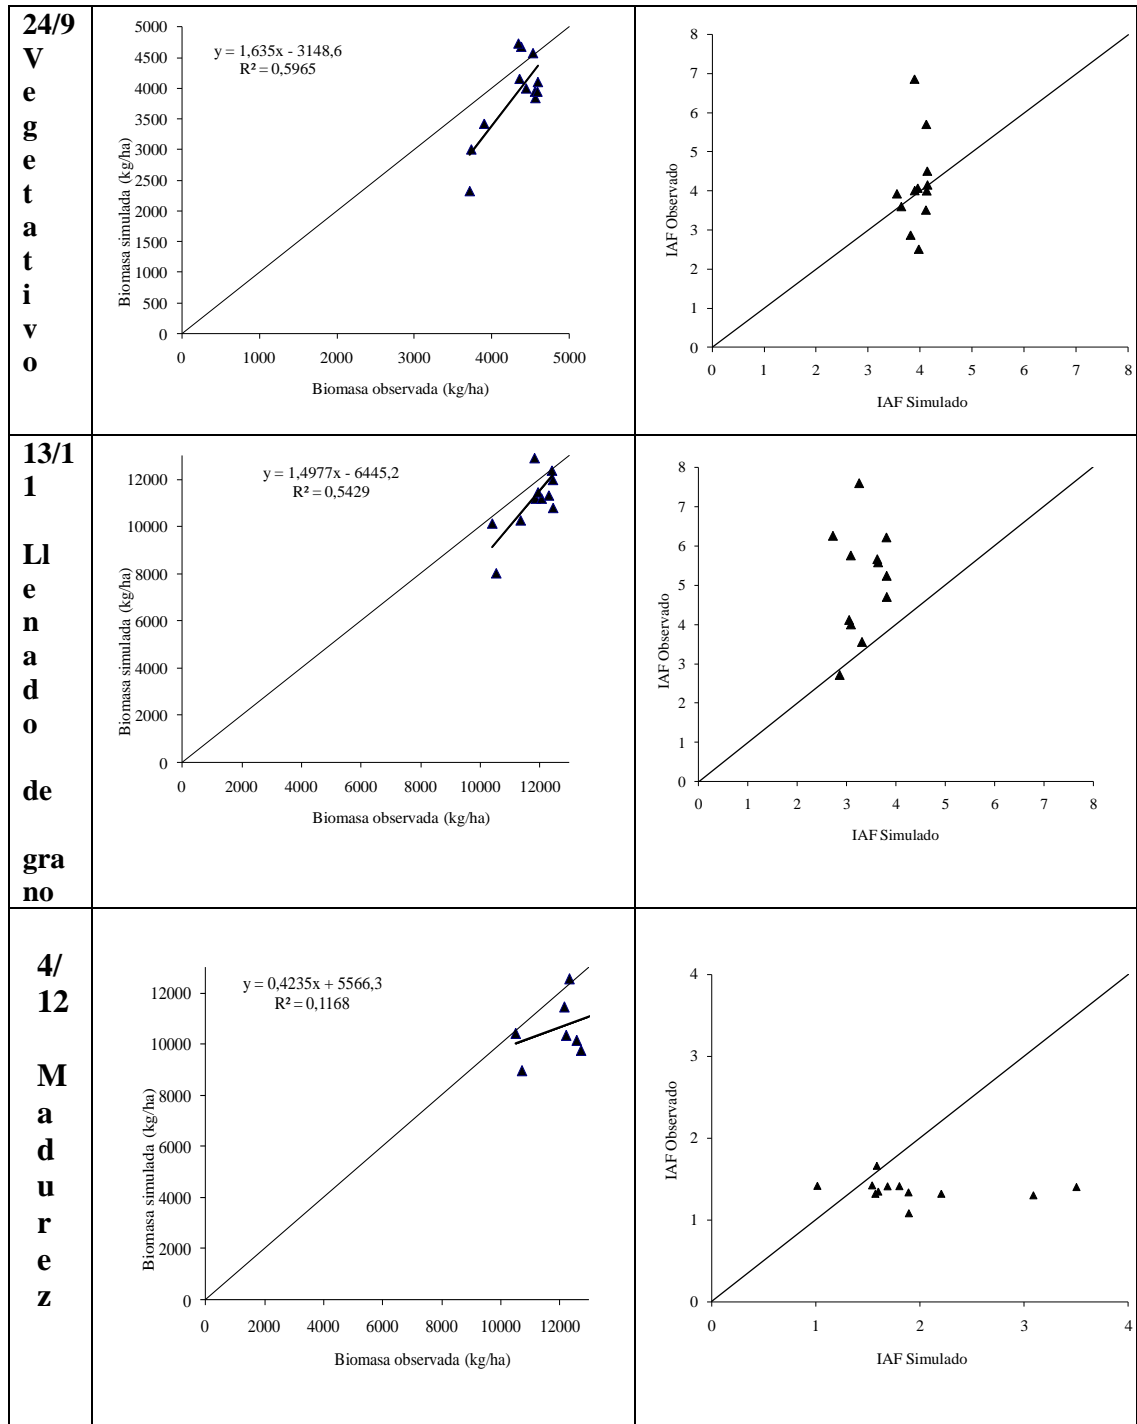 24/9
V
e
g
e
t
a
t
i
v
o
y = 1,635x - 3148,6
R² = 0,5965
Biomasa simulada (kg/ha)
5000
4500
4000
3500
3000
2500
2000
1500
1000
500
0
0 1000 2000 3000 4000 5000
Biomasa observada (kg/ha)
IAF Observado
8
7
6
5
4
3
2
1
0
0 1 2 3 4 5 6 7 8
IAF Simulado
13/1
1
Ll
e
n
a
d
o
de
gra
no
y = 1,4977x - 6445,2
R² = 0,5429
Biomasa simulada (kg/ha)
12000
10000
8000
6000
4000
2000
0
0 2000 4000 6000 8000 10000 12000
Biomasa observada (kg/ha)
IAF Observado
8
7
6
5
4
3
2
1
0
0 1 2 3 4 5 6 7 8
IAF Simulado
4/
12
M
a
d
u
r
e
z
y = 0,4235x + 5566,3
R² = 0,1168
Biomasa simulada (kg/ha)
12000
10000
8000
6000
4000
2000
0
0 2000 4000 6000 8000 10000 12000
Biomasa observada (kg/ha)
IAF Observado
4
3
2
1
0
0 1 2 3 4
IAF Simulado